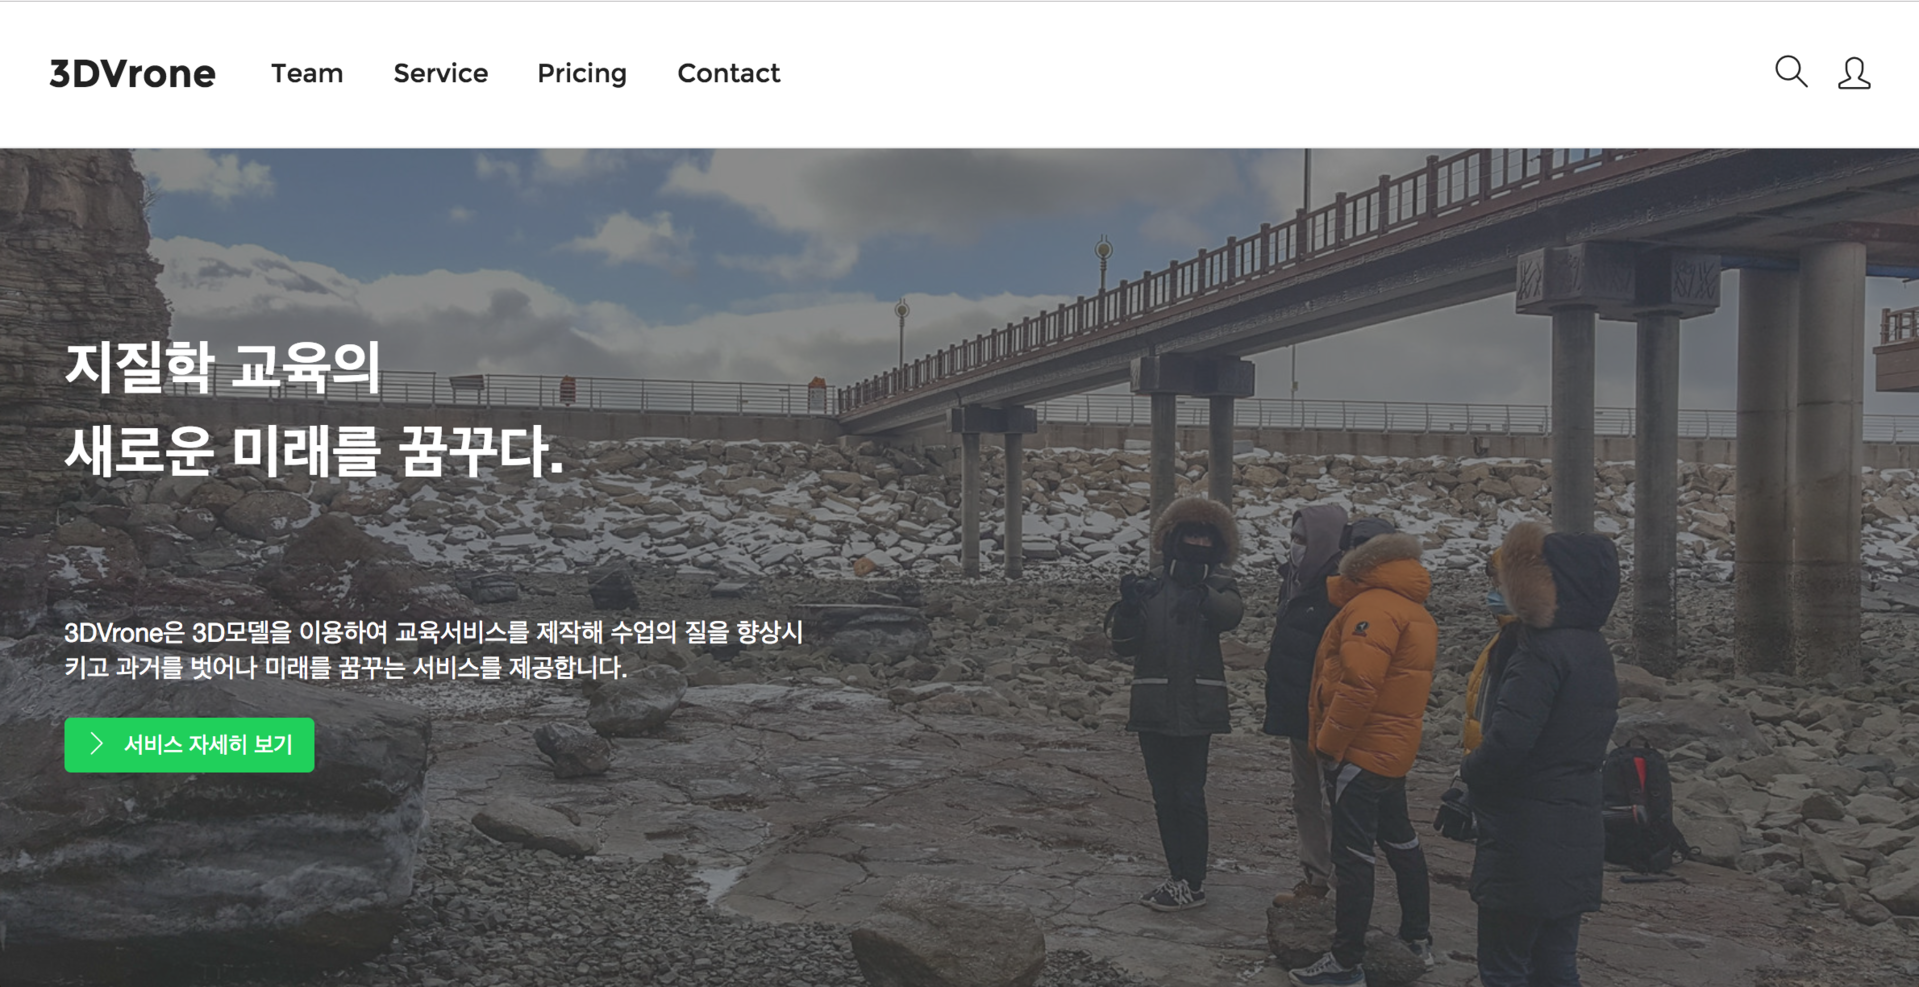 3DVrone
Team
Service
Pricing
Contact
지질학 교육의
새로운 미래를 꿈꾸다.
3DVrone은 3D모델을 이용하여 교육서비스를 제작해 수업의 질을 향상시
키고 과거를 벗어나 미래를 꿈꾸는 서비스를 제공합니다.
서비스 자세히 보기